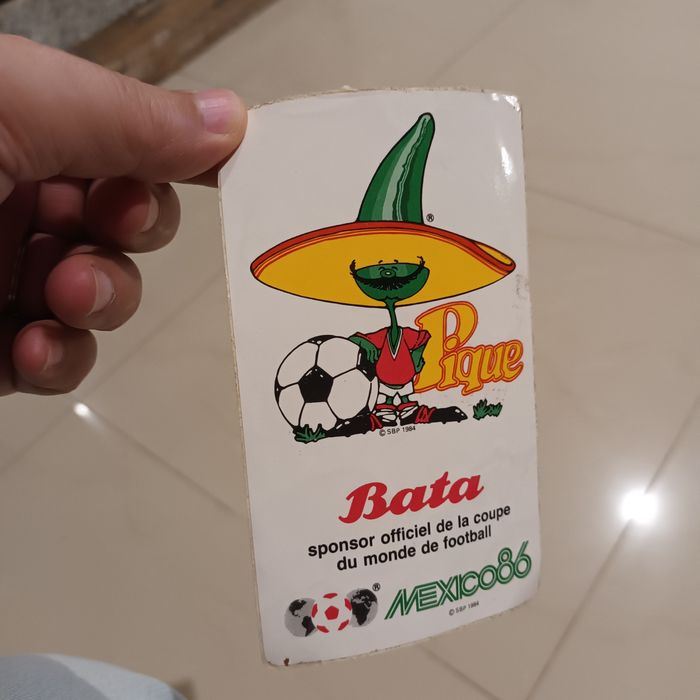 ®
Pique
© SBP 1984
Bata
sponsor officiel de la coupe
du monde de football
® MEXICO86
© SBP 1984